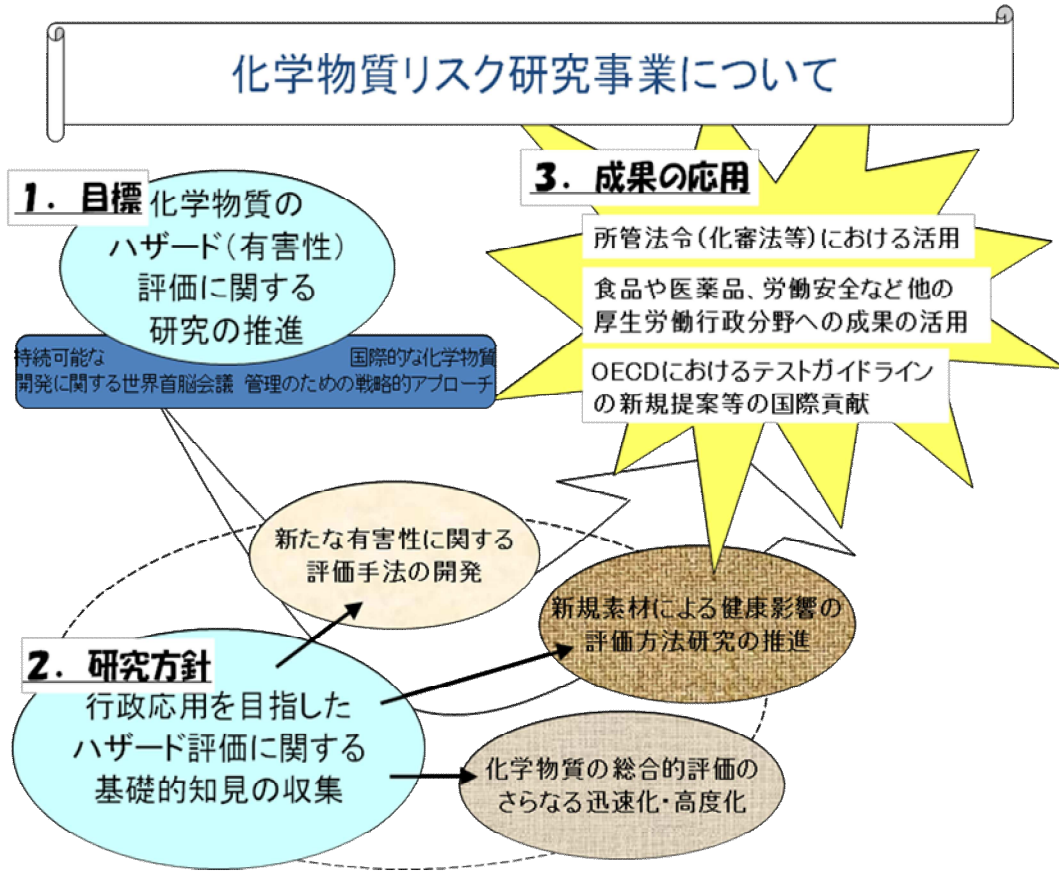 化学物質リスク研究事業について
1. 目標
化学物質の
ハザード(有害性)
評価に関する
研究の推進
持続可能な
開発に関する世界首脳会議
国際的な化学物質
管理のための戦略的アプローチ
3. 成果の応用
所管法令(化審法等)における活用
食品や医薬品、労働安全など他の
厚生労働行政分野への成果の活用
OECDにおけるテストガイドライン
の新規提案等の国際貢献
新たな有害性に関する
評価手法の開発
新規素材による健康影響の
評価方法研究の推進
2. 研究方針
行政応用を目指した
ハザード評価に関する
基礎的知見の収集
化学物質の総合的評価の
さらなる迅速化・高度化